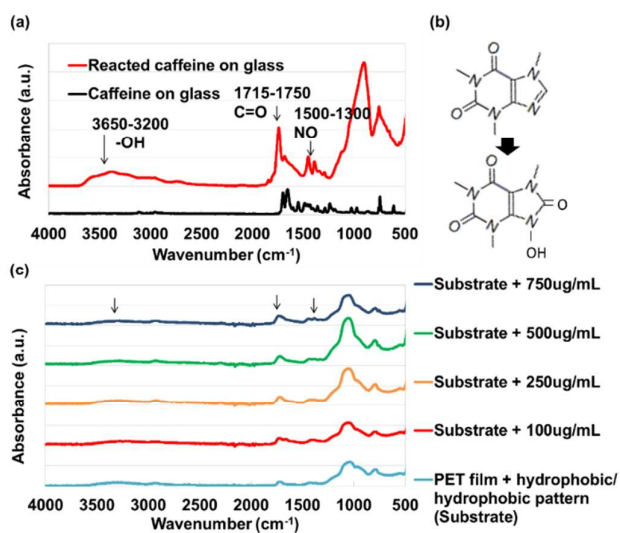 (a)
Reacted caffeine on glass
Caffeine on glass
1715-1750
C=O
1500-1300
NO
3650-3200
-OH
Absorbance (a.u.)
4000 3500 3000 2500 2000 1500 1000 500
Wavenumber (cm⁻¹)
(b)
O
N
N
O
N
N
O
N
N
O
O
N
N
OH
(c)
Absorbance (a.u.)
4000 3500 3000 2500 2000 1500 1000 500
Wavenumber (cm⁻¹)
Substrate + 750ug/mL
Substrate + 500ug/mL
Substrate + 250ug/mL
Substrate + 100ug/mL
PET film + hydrophobic/
hydrophobic pattern
(Substrate)